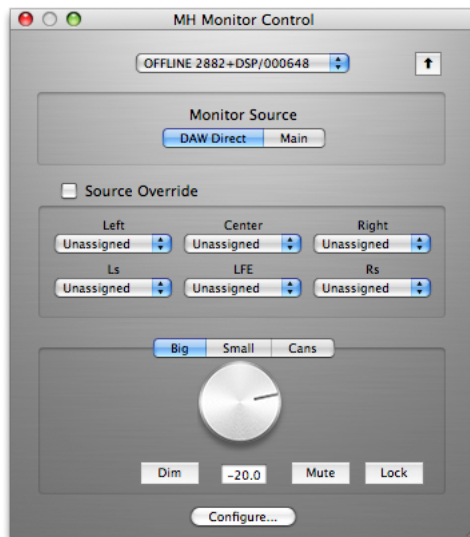 MH Monitor Control
OFFLINE 2882+DSP/000648
Monitor Source
DAW Direct Main
Source Override
Left Center Right
Unassigned Unassigned Unassigned
Ls LFE Rs
Unassigned Unassigned Unassigned
Big Small Cans
Dim -20.0 Mute Lock
Configure...